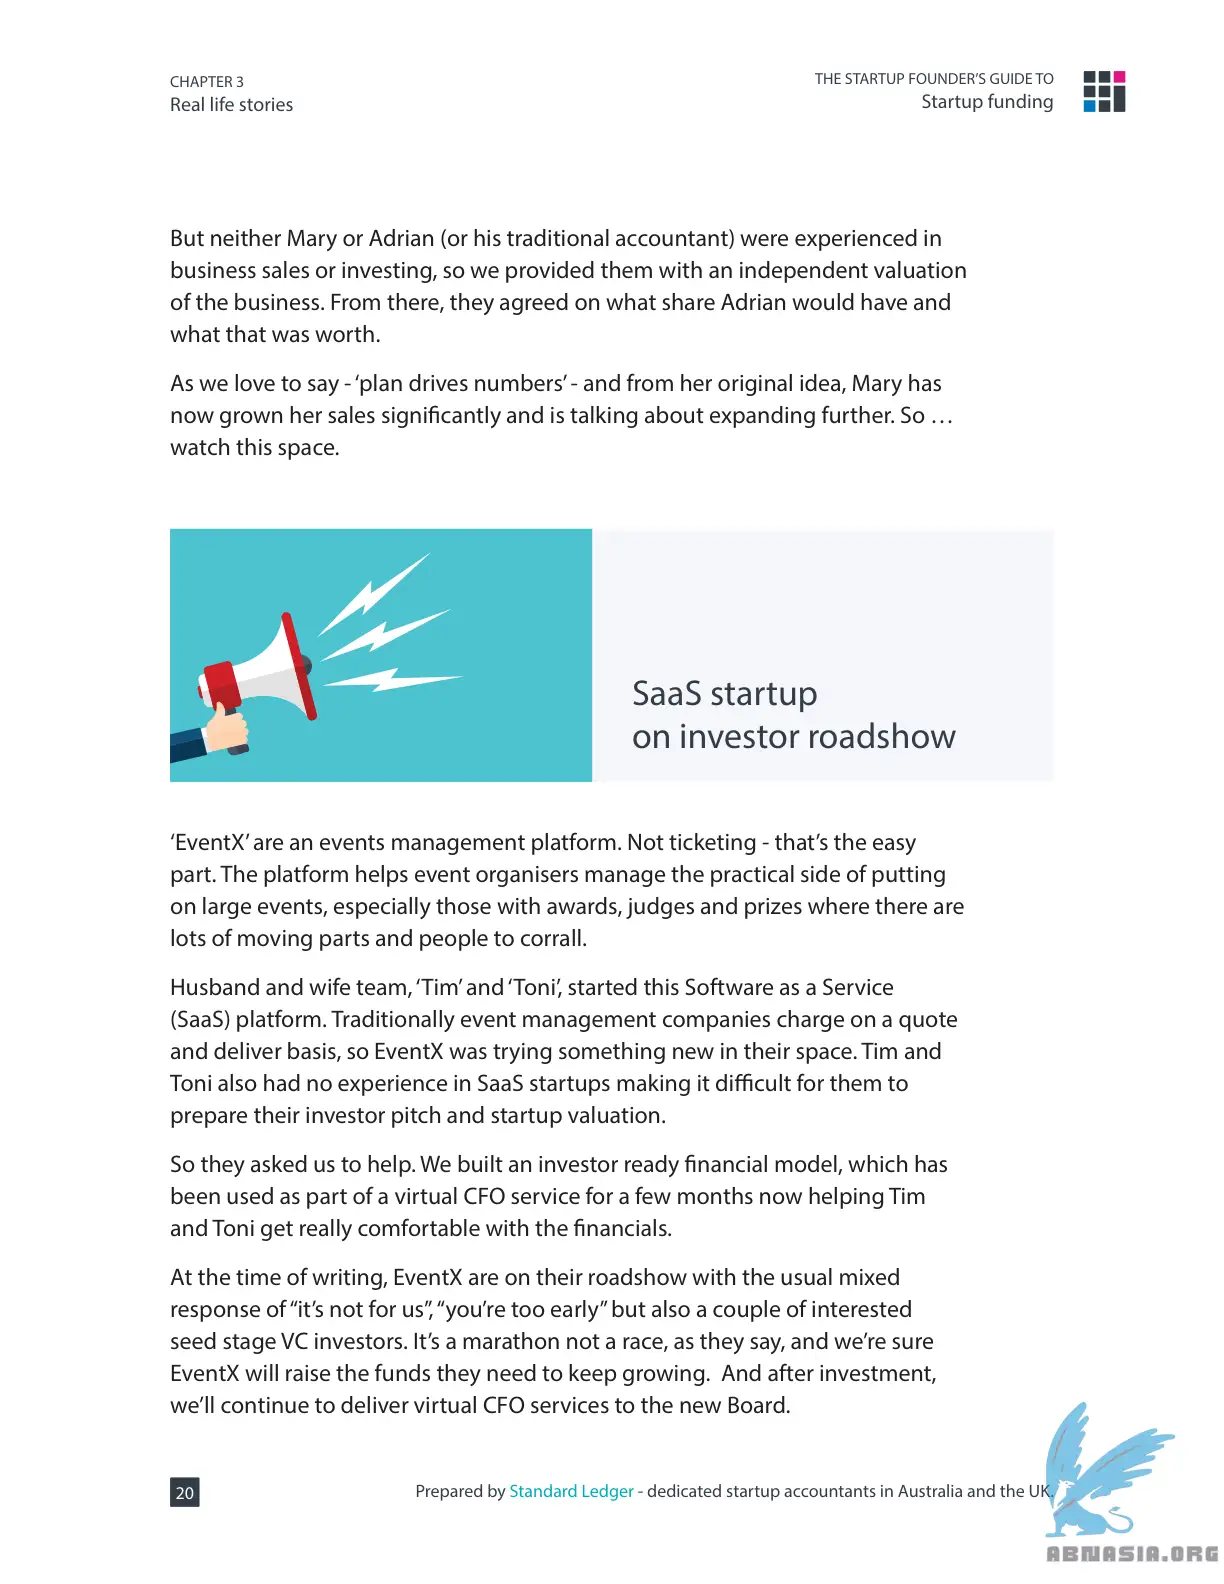 CHAPTER 3
Real life stories
THE STARTUP FOUNDER'S GUIDE TO
Startup funding
But neither Mary or Adrian (or his traditional accountant) were experienced in
business sales or investing, so we provided them with an independent valuation
of the business. From there, they agreed on what share Adrian would have and
what that was worth.
As we love to say - ‘plan drives numbers’ - and from her original idea, Mary has
now grown her sales significantly and is talking about expanding further. So …
watch this space.
SaaS startup
on investor roadshow
‘EventX’ are an events management platform. Not ticketing - that’s the easy
part. The platform helps event organisers manage the practical side of putting
on large events, especially those with awards, judges and prizes where there are
lots of moving parts and people to corrall.
Husband and wife team, ‘Tim’ and ‘Toni’, started this Software as a Service
(SaaS) platform. Traditionally event management companies charge on a quote
and deliver basis, so EventX was trying something new in their space. Tim and
Toni also had no experience in SaaS startups making it difficult for them to
prepare their investor pitch and startup valuation.
So they asked us to help. We built an investor ready financial model, which has
been used as part of a virtual CFO service for a few months now helping Tim
and Toni get really comfortable with the financials.
At the time of writing, EventX are on their roadshow with the usual mixed
response of “it’s not for us”, “you’re too early” but also a couple of interested
seed stage VC investors. It’s a marathon not a race, as they say, and we’re sure
EventX will raise the funds they need to keep growing.  And after investment,
we’ll continue to deliver virtual CFO services to the new Board.
20
Prepared by Standard Ledger - dedicated startup accountants in Australia and the UK.
ABNASIA.ORG